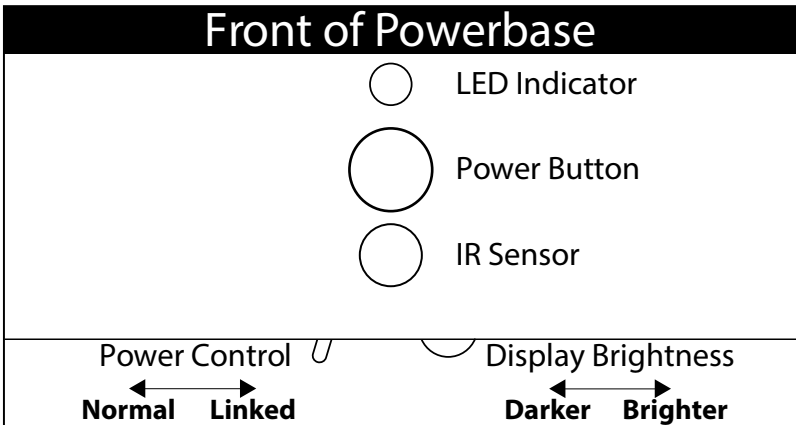 Front of Powerbase
LED Indicator
Power Button
IR Sensor
Power Control Display Brightness
Normal Linked Darker Brighter